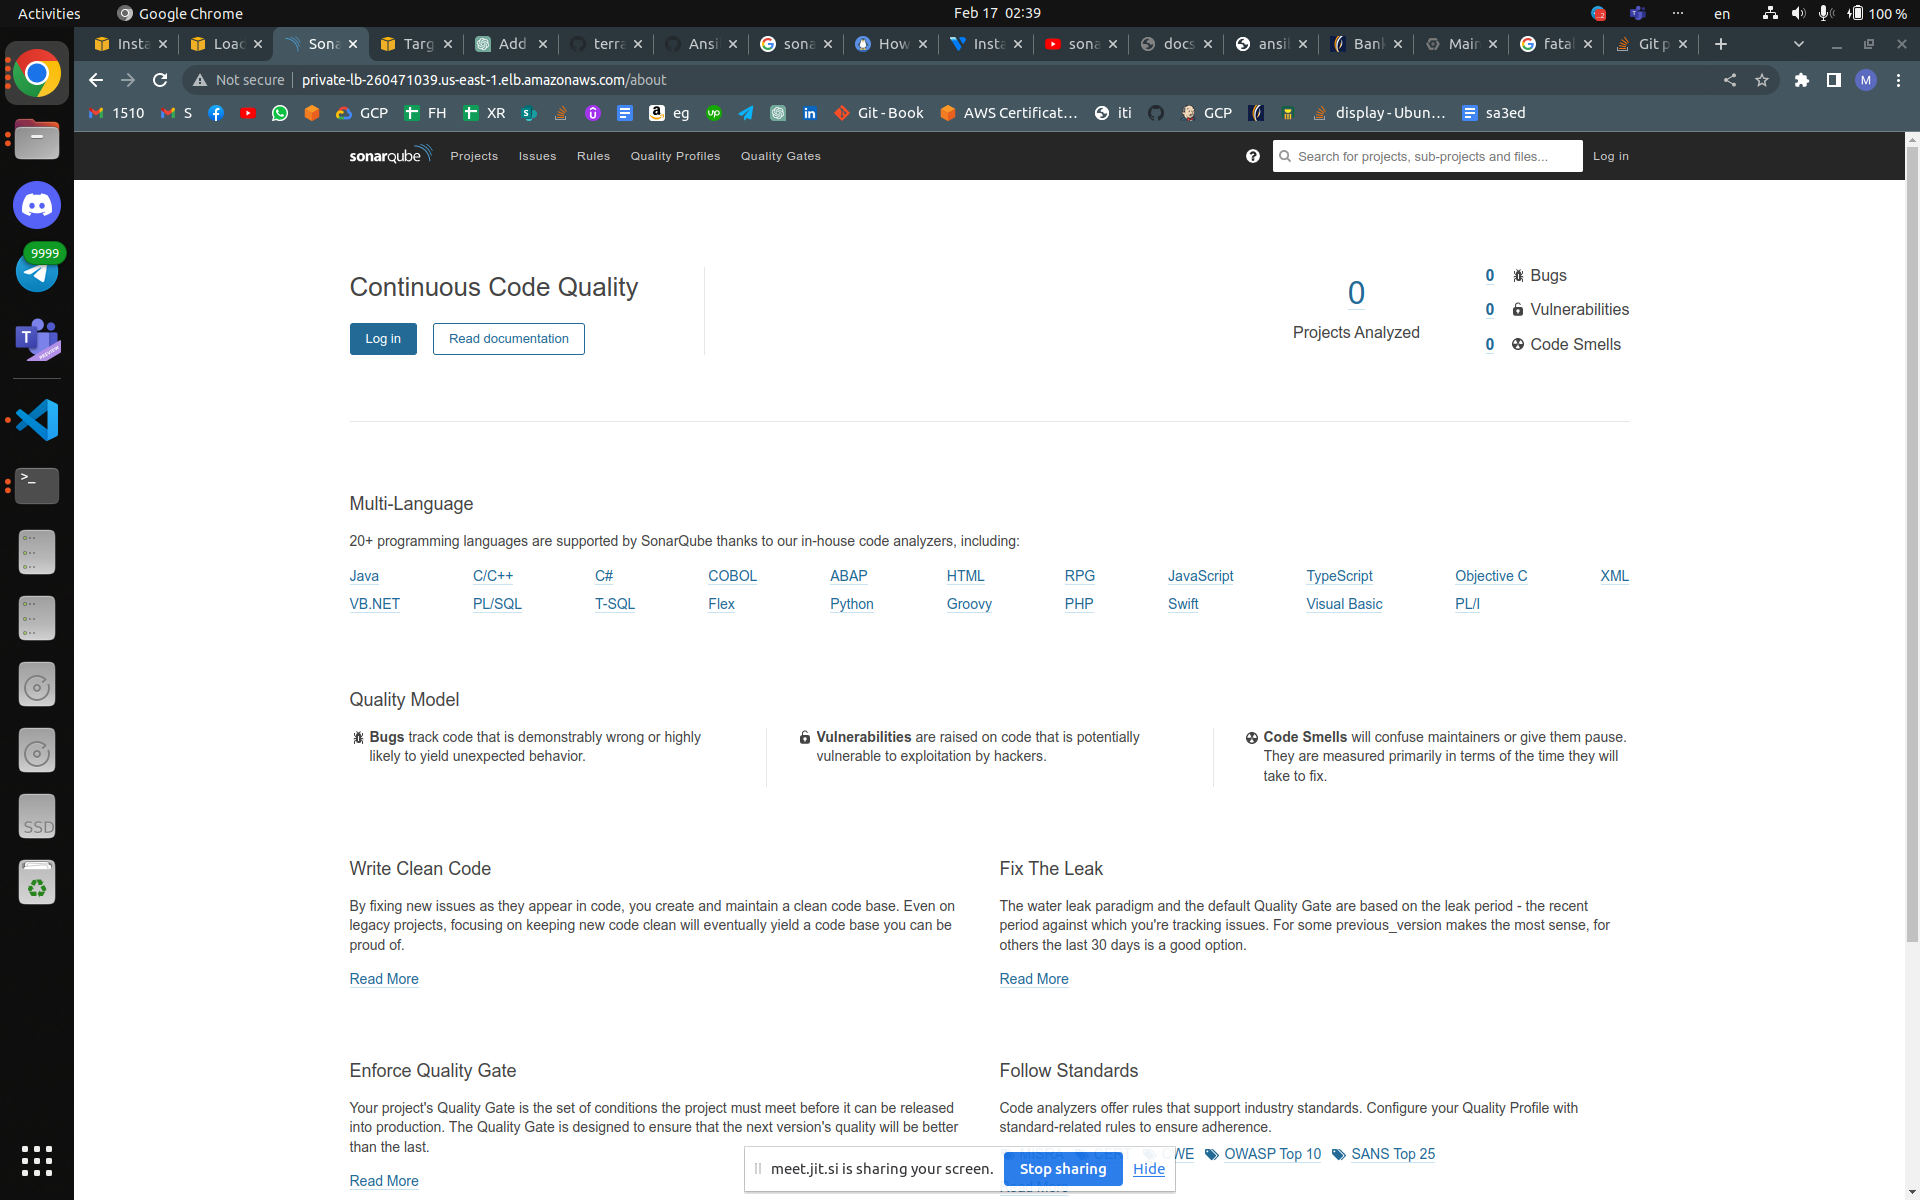 Activities
Google Chrome
Feb 17 02:39
en
100 %
Insta
Load
Sona
Targ
Add
terra
Ansi
sona
How
Insta
sona
docs
ansil
Bank
Main
fatal
Git p
Not secure
private-lb-260471039.us-east-1.elb.amazonaws.com/about
M
1510
S
GCP
FH
XR
eg
Git - Book
AWS Certificat...
iti
GCP
display - Ubun...
sa3ed
sonarqube
Projects
Issues
Rules
Quality Profiles
Quality Gates
Search for projects, sub-projects and files...
Log in
9999
Continuous Code Quality
Log in
Read documentation
0
Projects Analyzed
0 Bugs
0 Vulnerabilities
0 Code Smells
Multi-Language
20+ programming languages are supported by SonarQube thanks to our in-house code analyzers, including:
Java C/C++ C# COBOL ABAP HTML RPG JavaScript TypeScript Objective C XML
VB.NET PL/SQL T-SQL Flex Python Groovy PHP Swift Visual Basic PL/I
Quality Model
Bugs track code that is demonstrably wrong or highly
likely to yield unexpected behavior.
Vulnerabilities are raised on code that is potentially
vulnerable to exploitation by hackers.
Code Smells will confuse maintainers or give them pause.
They are measured primarily in terms of the time they will
take to fix.
SSD
Write Clean Code
By fixing new issues as they appear in code, you create and maintain a clean code base. Even on
legacy projects, focusing on keeping new code clean will eventually yield a code base you can be
proud of.
Read More
Fix The Leak
The water leak paradigm and the default Quality Gate are based on the leak period - the recent
period against which you're tracking issues. For some previous_version makes the most sense, for
others the last 30 days is a good option.
Read More
Enforce Quality Gate
Your project's Quality Gate is the set of conditions the project must meet before it can be released
into production. The Quality Gate is designed to ensure that the next version's quality will be better
than the last.
Read More
Follow Standards
Code analyzers offer rules that support industry standards. Configure your Quality Profile with
standard-related rules to ensure adherence.
OWASP Top 10
SANS Top 25
meet.jit.si is sharing your screen.
Stop sharing
Hide